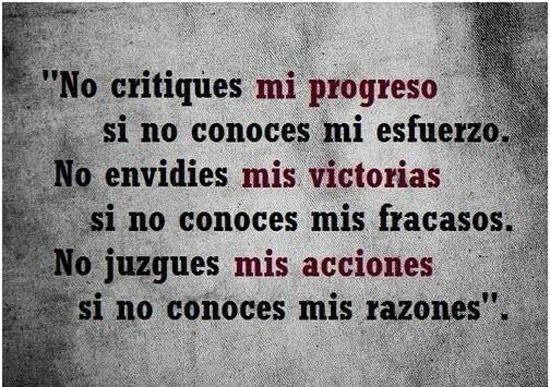 "No critiques mi progreso
si no conoces mi esfuerzo.
No envidies mis victorias
si no conoces mis fracasos.
No juzgues mis acciones
si no conoces mis razones".